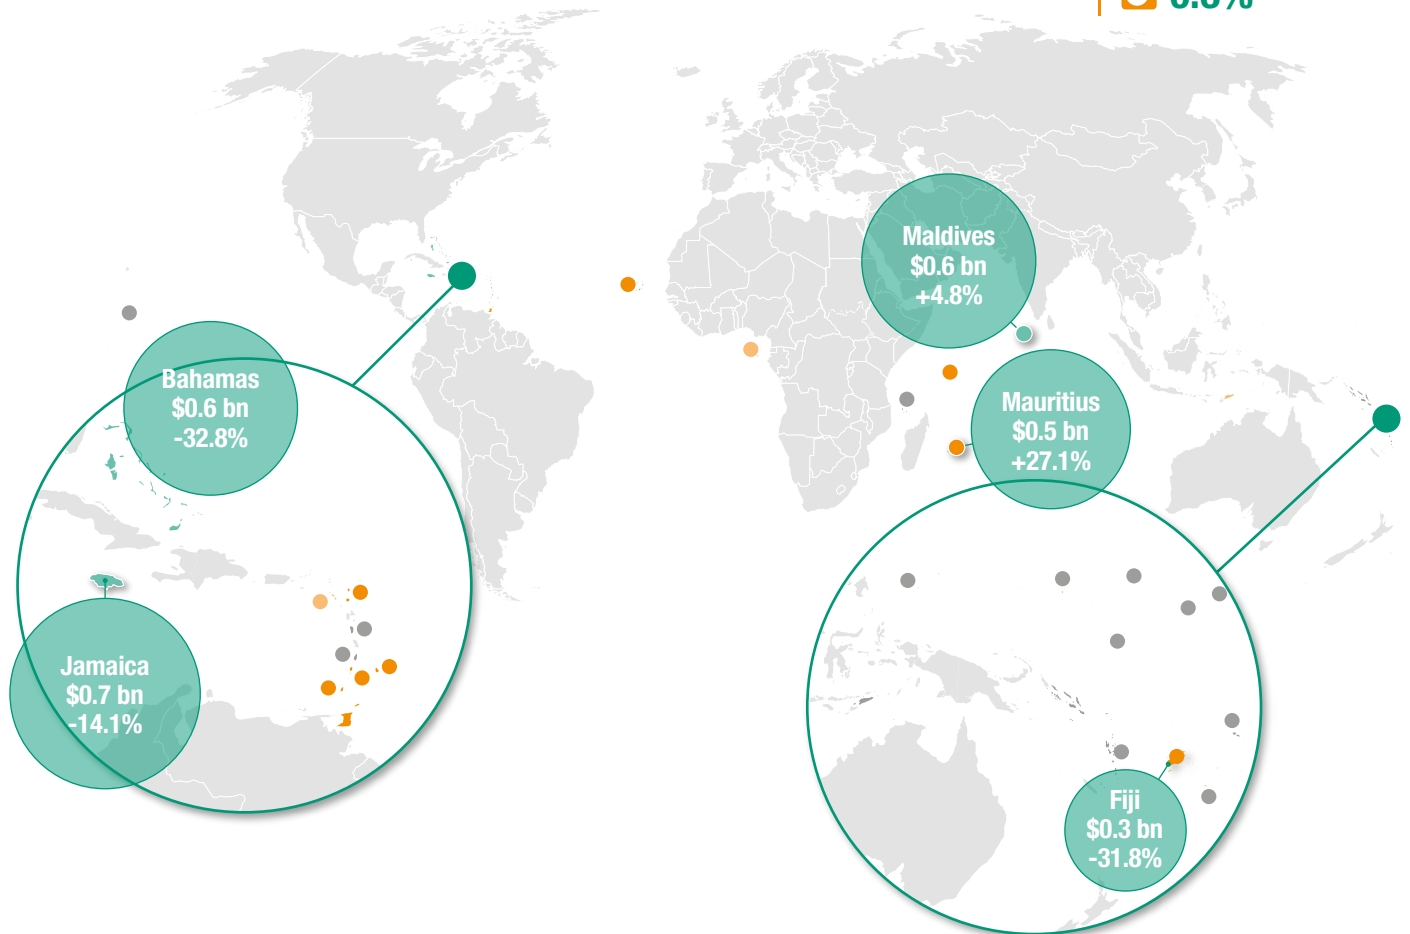 Maldives
$0.6 bn
+4.8%
Bahamas
$0.6 bn
-32.8%
Mauritius
$0.5 bn
+27.1%
Jamaica
$0.7 bn
-14.1%
Fiji
$0.3 bn
-31.8%